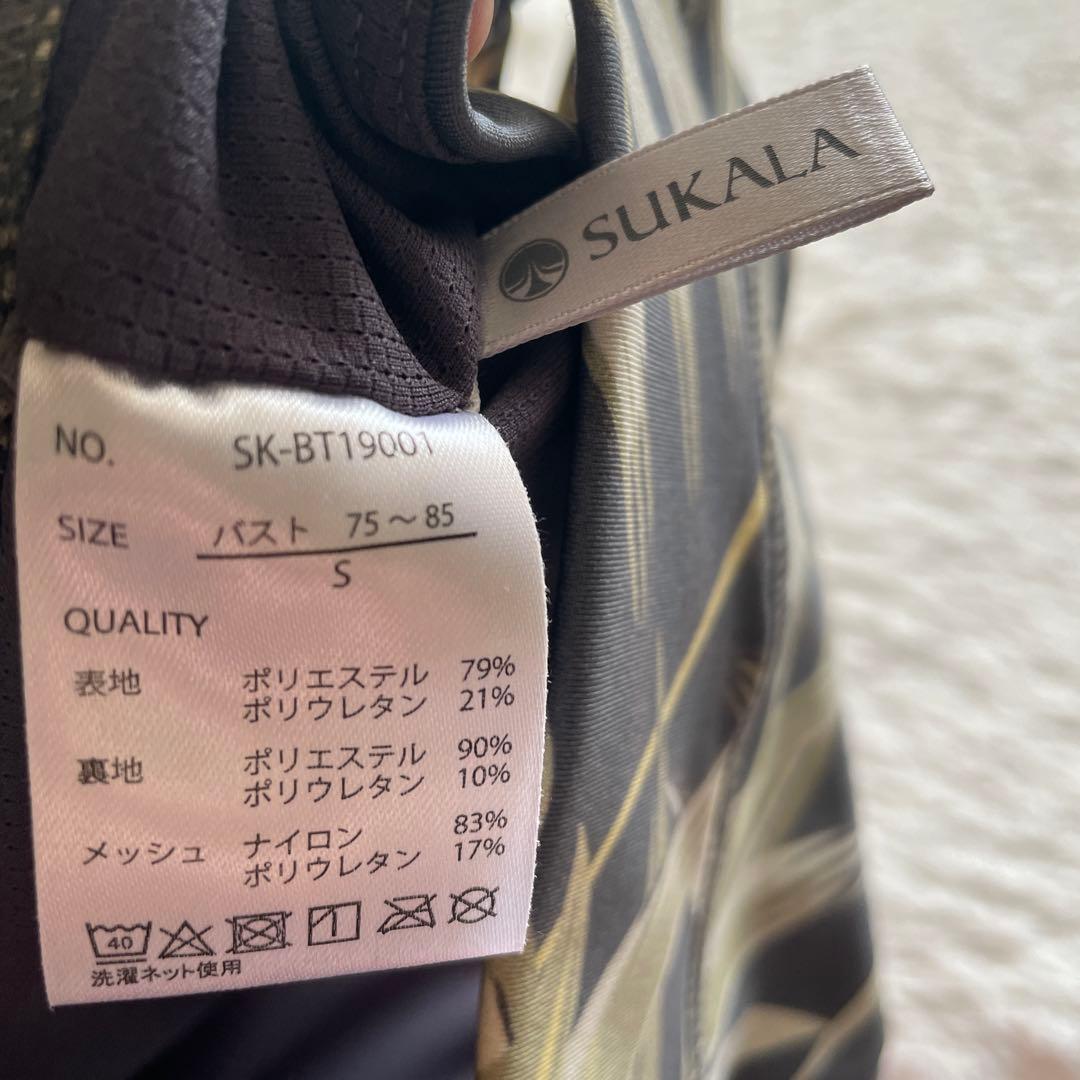 SUKALA
NO. SK-BT19001
SIZE バスト 75～85
S
QUALITY
表地 ポリエステル 79%
ポリウレタン 21%
裏地 ポリエステル 90%
ポリウレタン 10%
メッシュ ナイロン 83%
ポリウレタン 17%
40
洗濯ネット使用